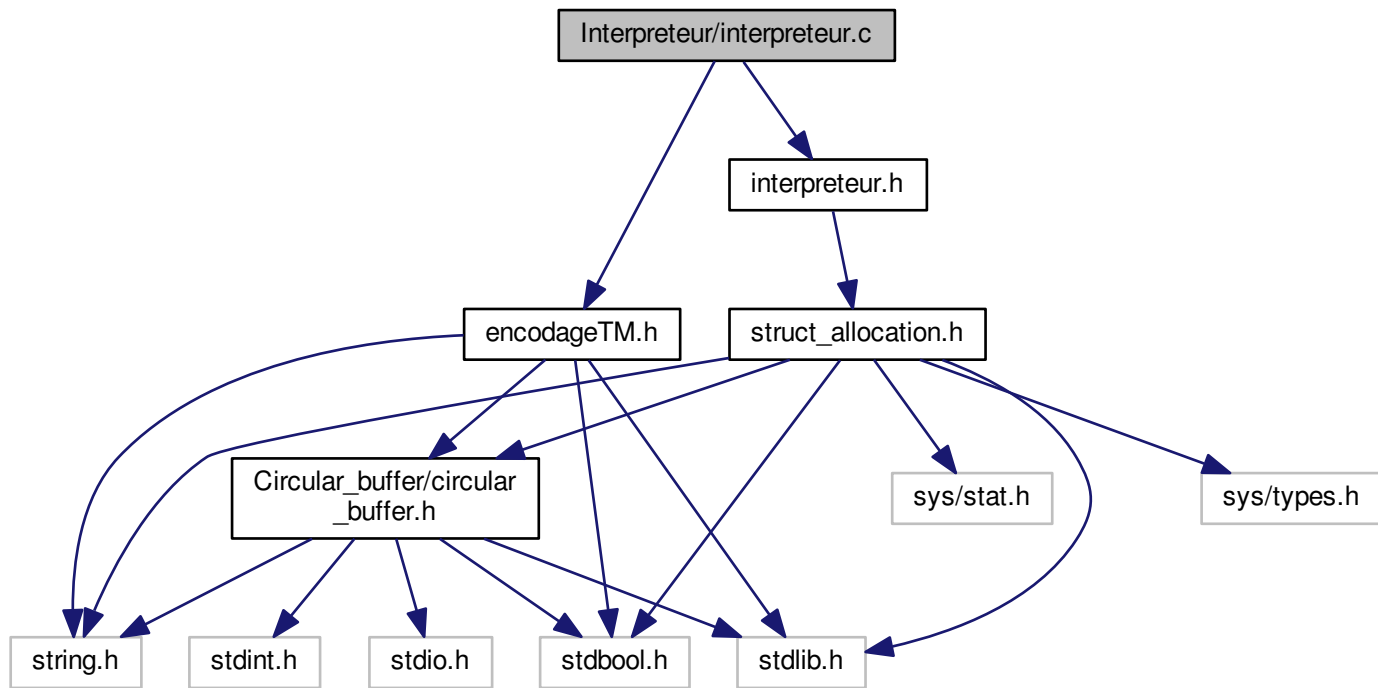 Interpreteur/interpreteur.c
interpreteur.h
encodageTM.h
struct_allocation.h
Circular_buffer/circular
_buffer.h
sys/stat.h
sys/types.h
string.h
stdint.h
stdio.h
stdbool.h
stdlib.h